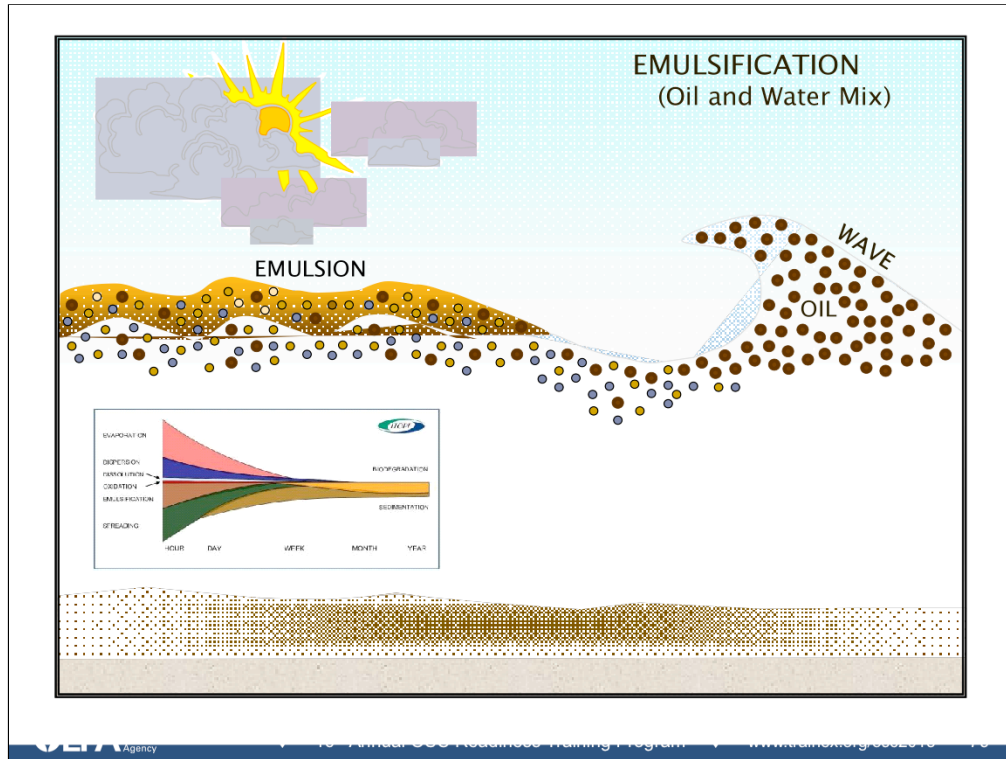 EMULSIFICATION
(Oil and Water Mix)
WAVE
EMULSION
OIL
EVAPORATION
DISPERSION
DISSOLUTION
OXIDATION
EMULSIFICATION
SPREADING
BIODEGRADATION
SEDIMENTATION
HOUR DAY WEEK MONTH YEAR
Agency
Annual OSC Readiness Training Program